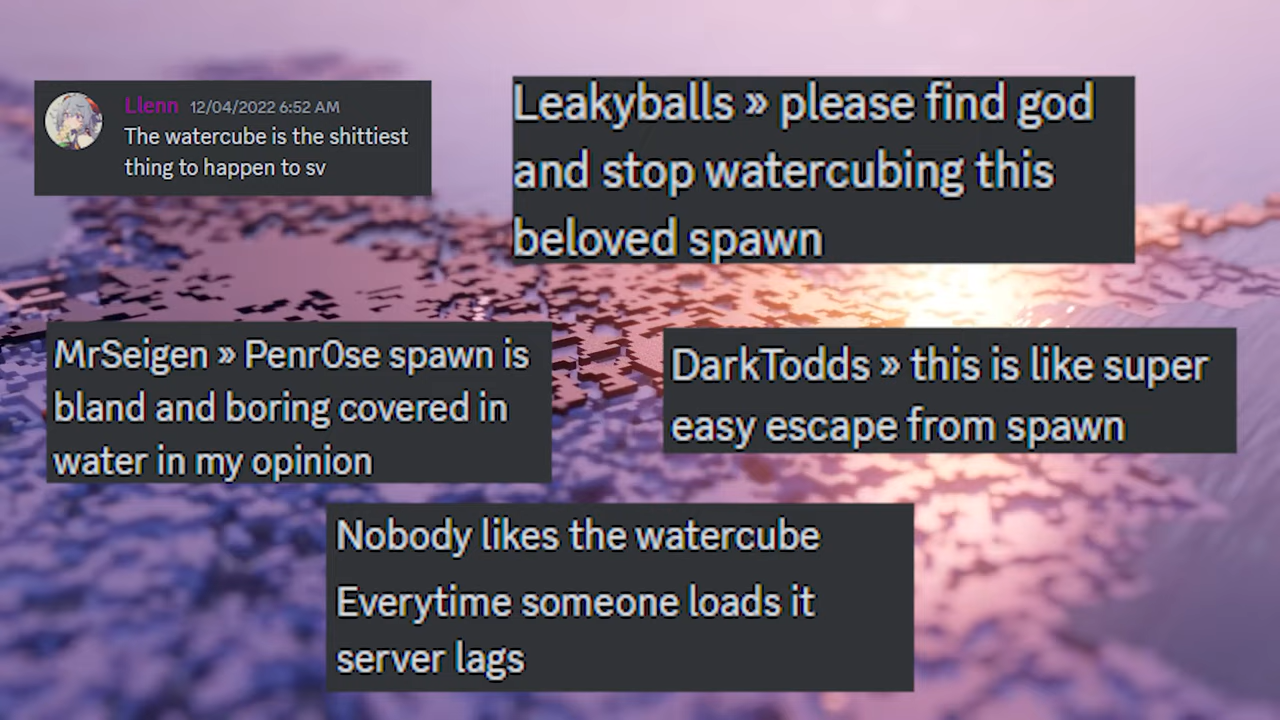 Llenn 12/04/2022 6:52 AM
The watercube is the shittiest
thing to happen to sv
Leakyballs » please find god
and stop watercubing this
beloved spawn
MrSeigen » Penr0se spawn is
bland and boring covered in
water in my opinion
DarkTodds » this is like super
easy escape from spawn
Nobody likes the watercube
Everytime someone loads it
server lags